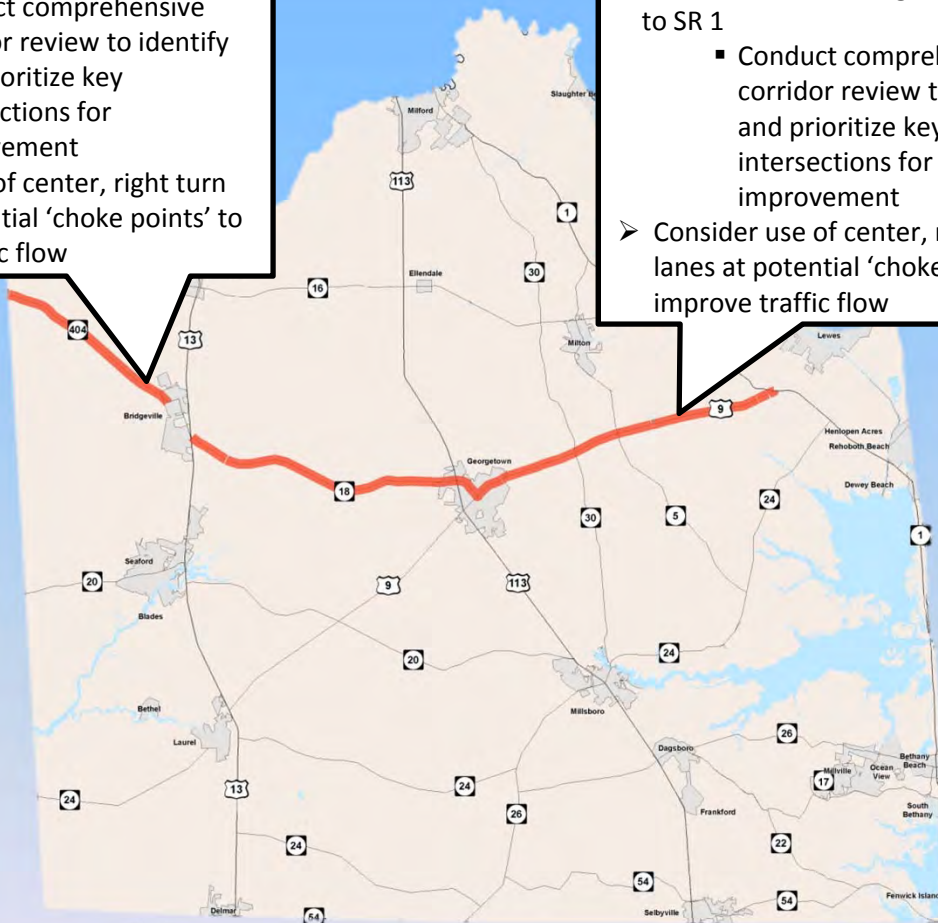 ct comprehensive
or review to identify
oritize key
ctions for
rement
of center, right turn
tial ‘choke points’ to
c flow
to SR 1
▪ Conduct compreh
corridor review t
and prioritize key
intersections for
improvement
➢ Consider use of center, r
lanes at potential ‘choke
improve traffic flow
Slaughter Be
Milford
113
1
30
Ellendale
16
404
13
Milton
Lewes
Bridgeville
9
Henlopen Acres
Rehoboth Beach
Georgetown
Dewey Beach
18
24
30
5
1
Seaford
20
9
113
Blades
20
24
Bethel
Millsboro
Laurel
26
Dagsboro
Bethany
Beach
Ocean
View
Millville
17
13
24
24
26
Frankford
South
Bethany
24
22
54
Fenwick Island
54
Delmar
54
Selbyville